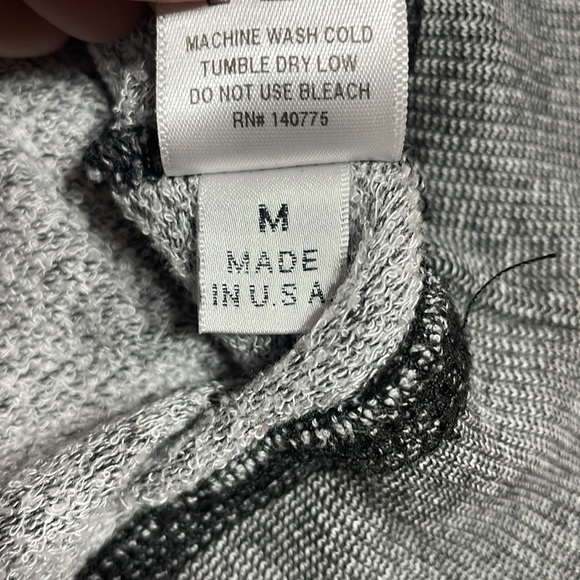 MACHINE WASH COLD
TUMBLE DRY LOW
DO NOT USE BLEACH
RN# 140775
M
MADE
IN U.S.A.